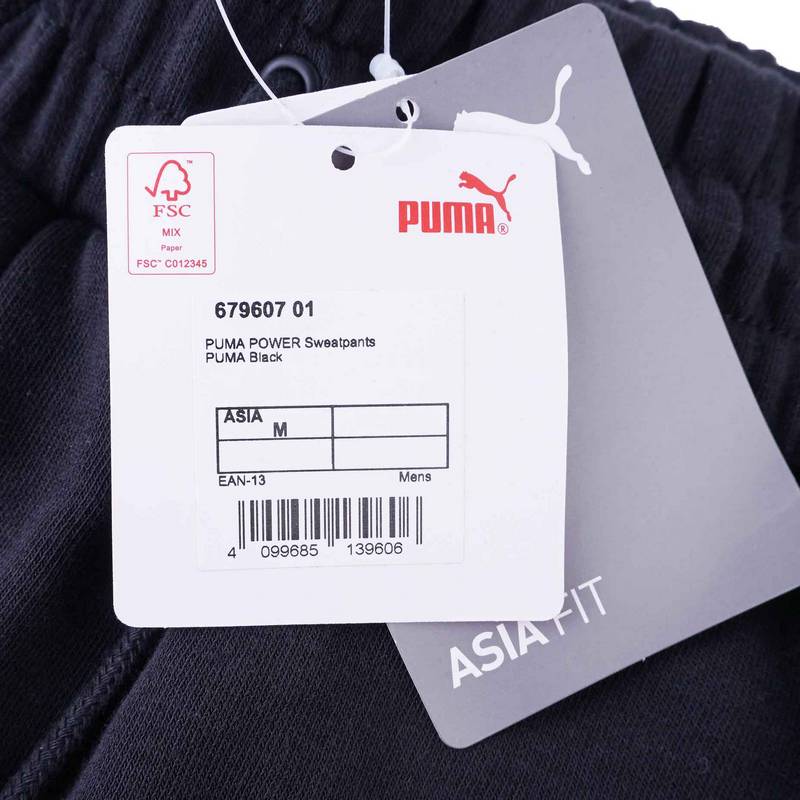 FSC™
MIX
Paper
FSC™ C012345
PUMA®
679607 01
PUMA POWER Sweatpants
PUMA Black
ASIA
M
EAN-13 Mens
4 099685 139606
ASIA FIT